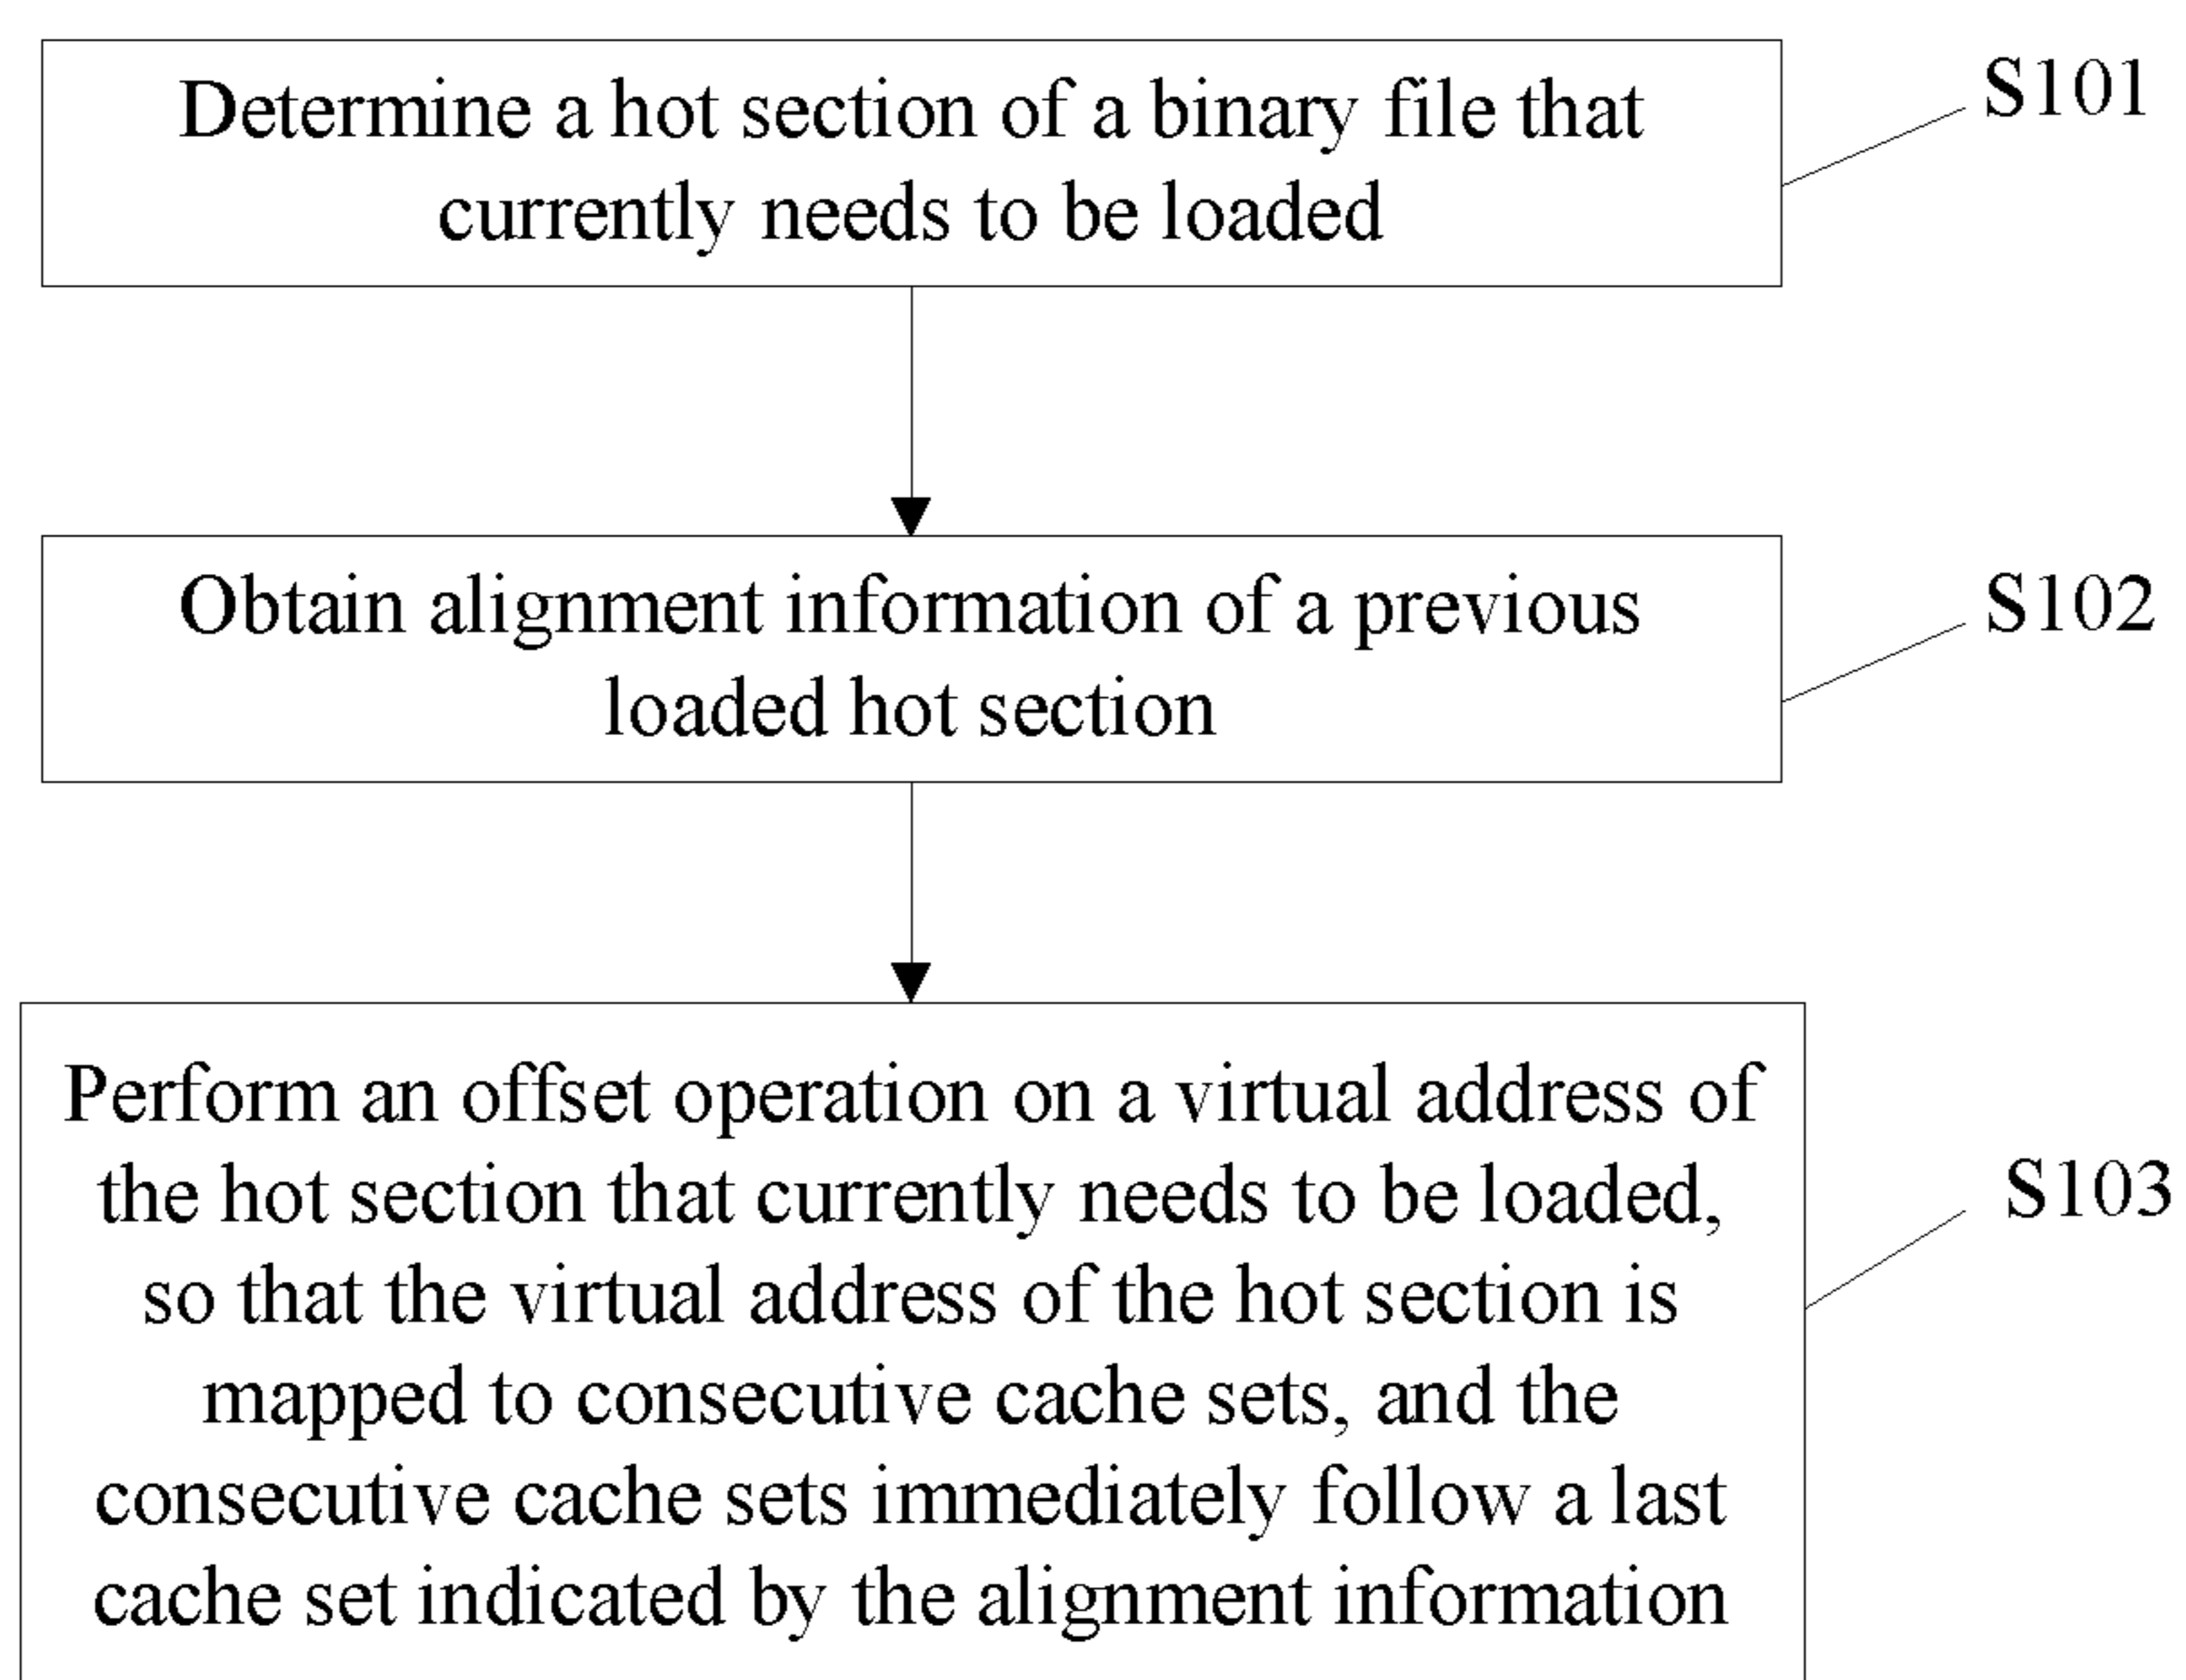 Determine a hot section of a binary file that
currently needs to be loaded
S101
Obtain alignment information of a previous
loaded hot section
S102
Perform an offset operation on a virtual address of
the hot section that currently needs to be loaded,
so that the virtual address of the hot section is
mapped to consecutive cache sets, and the
consecutive cache sets immediately follow a last
cache set indicated by the alignment information
S103